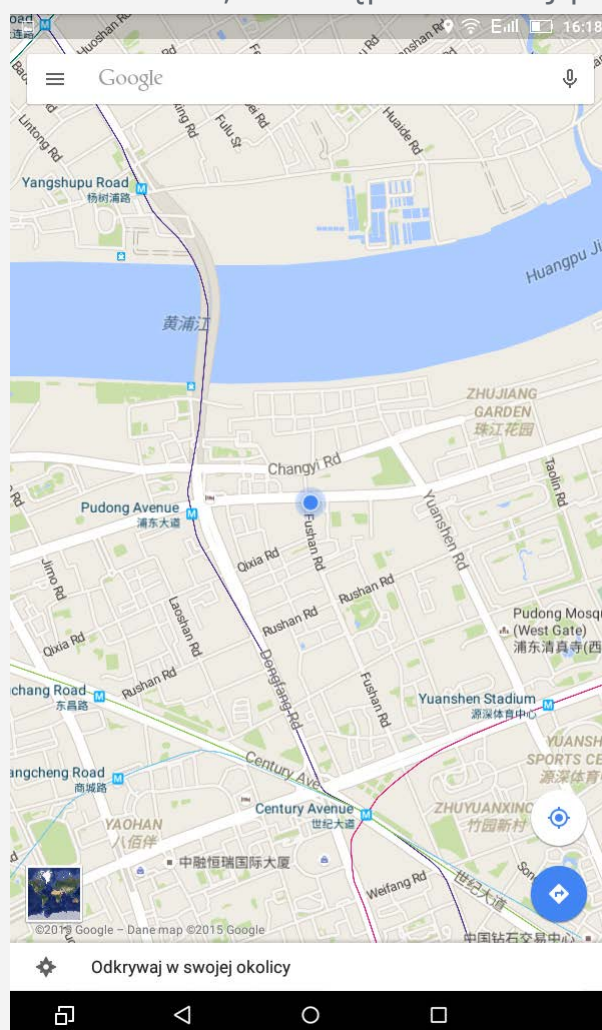 16:18
Google
Huoshan Rd
Lintong Rd
Fulu St
Huaide Rd
Yangshupu Road
杨树浦路
黄浦江
Huangpu Ji
ZHUJIANG
GARDEN
珠江花园
Changyi Rd
Taolin Rd
Pudong Avenue
浦东大道
Yuanshen Rd
Fushan Rd
Qixia Rd
Jimo Rd
Rushan Rd
Laoshan Rd
Rushan Rd
Pudong Mosqu
(West Gate)
浦东清真寺(西
Qixia Rd
Rushan Rd
Dongfang Rd
Fushan Rd
chang Road
东昌路
Yuanshen Stadium
源深体育中心
YUANSH
SPORTS CE
源深体育
Century Ave
angcheng Road
商城路
Century Avenue
世纪大道
ZHUYUANXINC
竹园新村
YAOHAN
八佰伴
中融恒瑞国际大厦
Weifang Rd
世纪大道
Song
中国钻石交易中心
Google – Dane map ©2015 Google
Odkrywaj w swojej okolicy